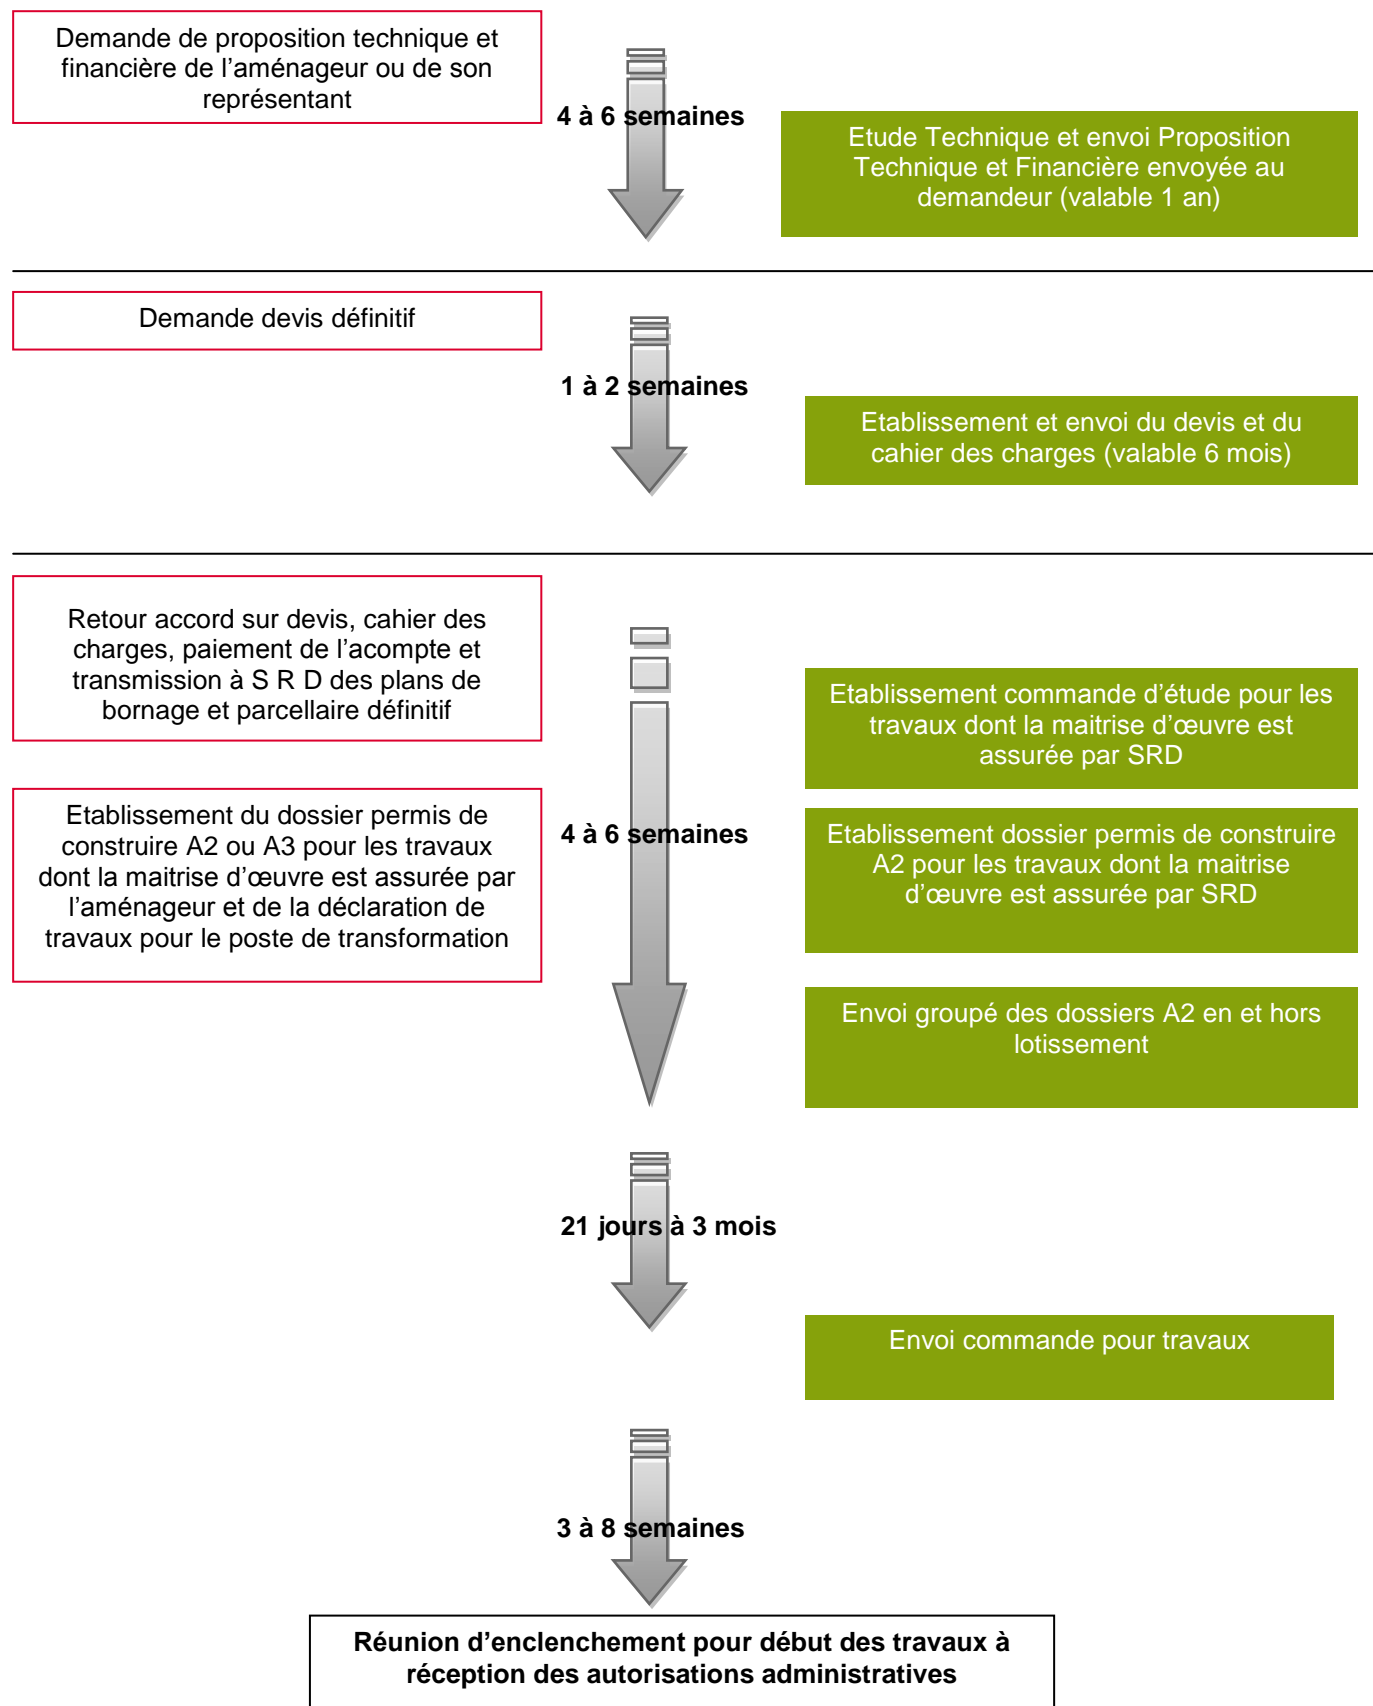 Demande de proposition technique et
financière de l’aménageur ou de son
représentant
4 à 6 semaines
Etude Technique et envoi Proposition
Technique et Financière envoyée au
demandeur (valable 1 an)
Demande devis définitif
1 à 2 semaines
Etablissement et envoi du devis et du
cahier des charges (valable 6 mois)
Retour accord sur devis, cahier des
charges, paiement de l’acompte et
transmission à S R D des plans de
bornage et parcellaire définitif
Etablissement commande d’étude pour les
travaux dont la maitrise d’œuvre est
assurée par SRD
Etablissement du dossier permis de
construire A2 ou A3 pour les travaux
dont la maitrise d’œuvre est assurée par
l’aménageur et de la déclaration de
travaux pour le poste de transformation
4 à 6 semaines
Etablissement dossier permis de construire
A2 pour les travaux dont la maitrise
d’œuvre est assurée par SRD
Envoi groupé des dossiers A2 en et hors
lotissement
21 jours à 3 mois
Envoi commande pour travaux
3 à 8 semaines
Réunion d’enclenchement pour début des travaux à
réception des autorisations administratives